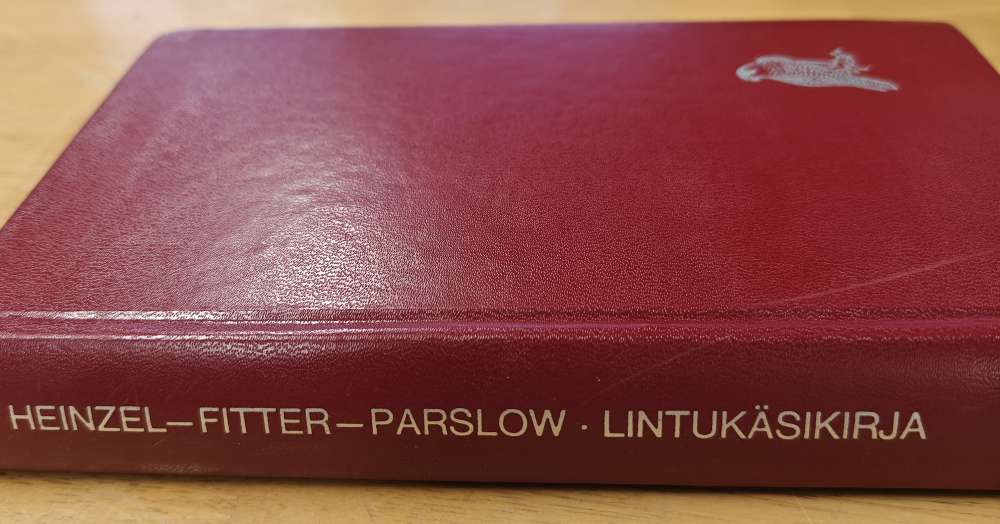 HEINZEL–FITTER–PARSLOW · LINTUKÄSIKIRJA